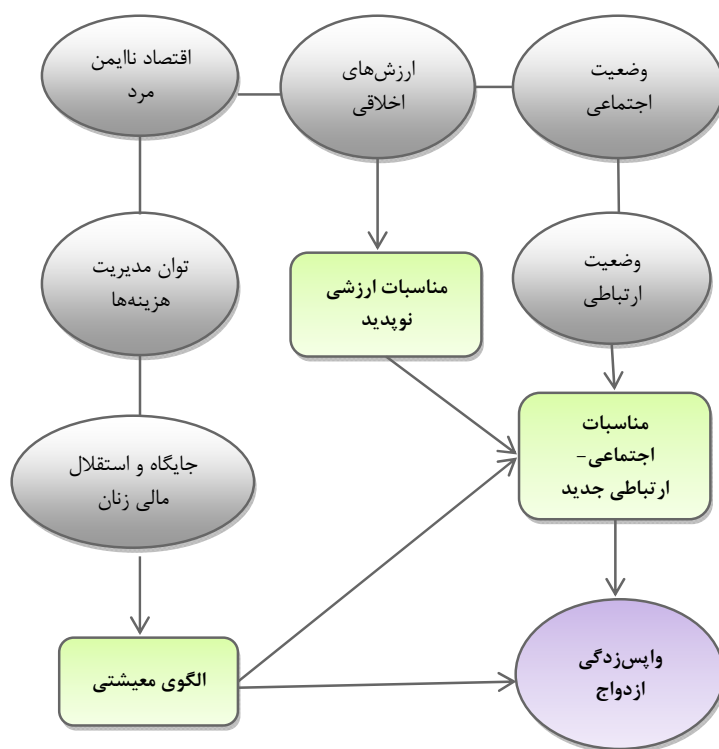 وضعیت
اجتماعی
ارزش‌های
اخلاقی
اقتصاد ناایمن
مرد
وضعیت
ارتباطی
مناسبات ارزشی
نوپدید
توان مدیریت
هزینه‌ها
مناسبات
اجتماعی-
ارتباطی جدید
جایگاه و استقلال
مالی زنان
واپس‌زدگی
ازدواج
الگوی معیشتی